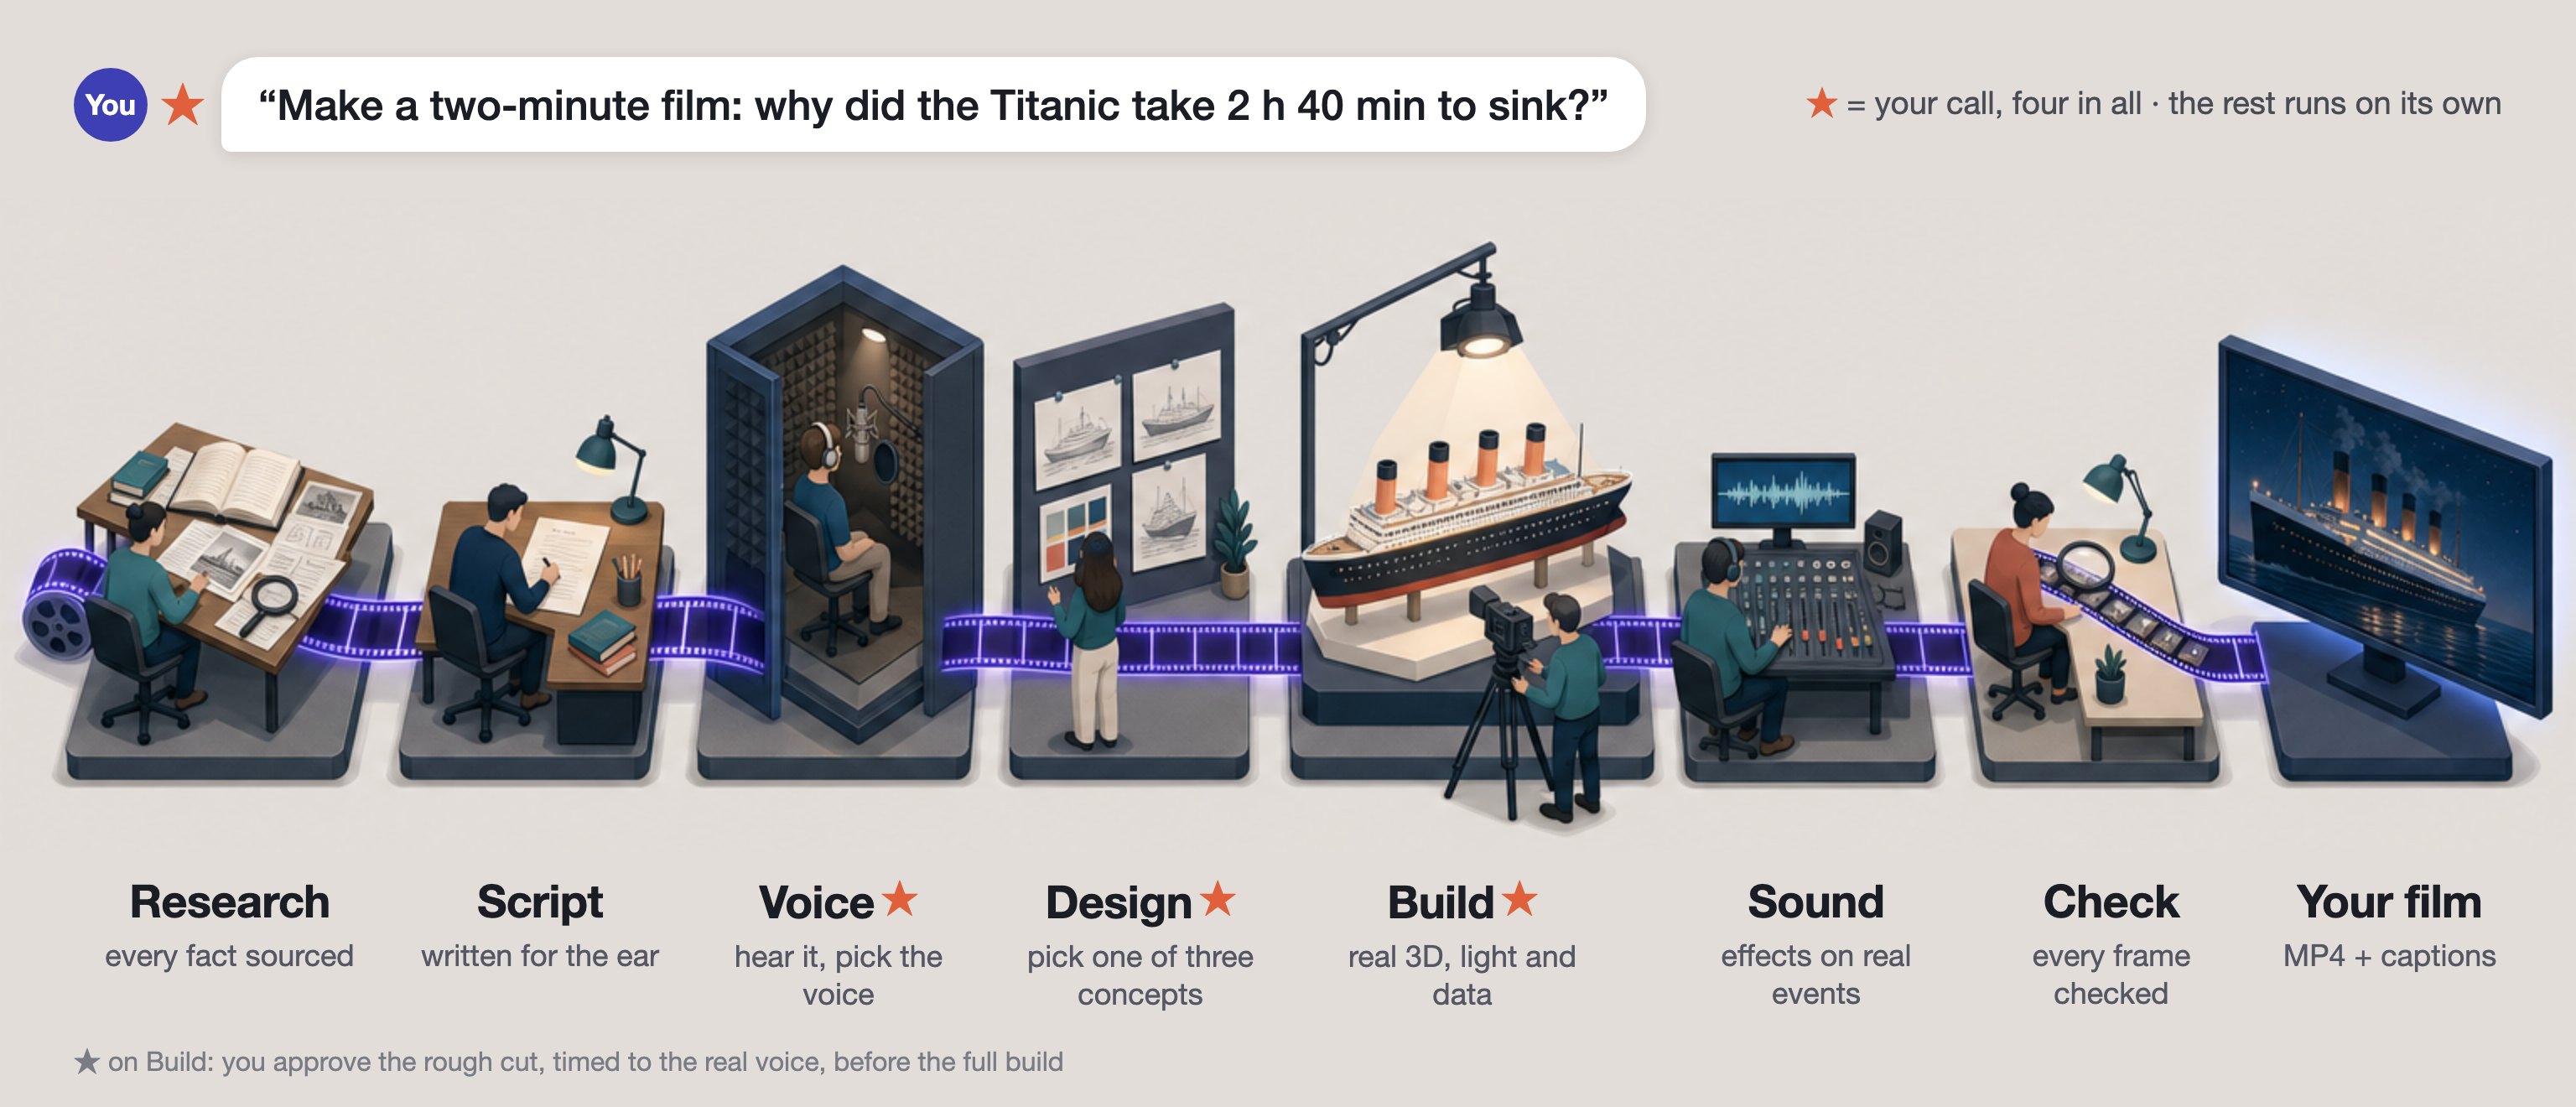 You ★ “Make a two-minute film: why did the Titanic take 2 h 40 min to sink?”
★ = your call, four in all · the rest runs on its own
Research
every fact sourced
Script
written for the ear
Voice ★
hear it, pick the
voice
Design ★
pick one of three
concepts
Build ★
real 3D, light and
data
Sound
effects on real
events
Check
every frame
checked
Your film
MP4 + captions
★ on Build: you approve the rough cut, timed to the real voice, before the full build